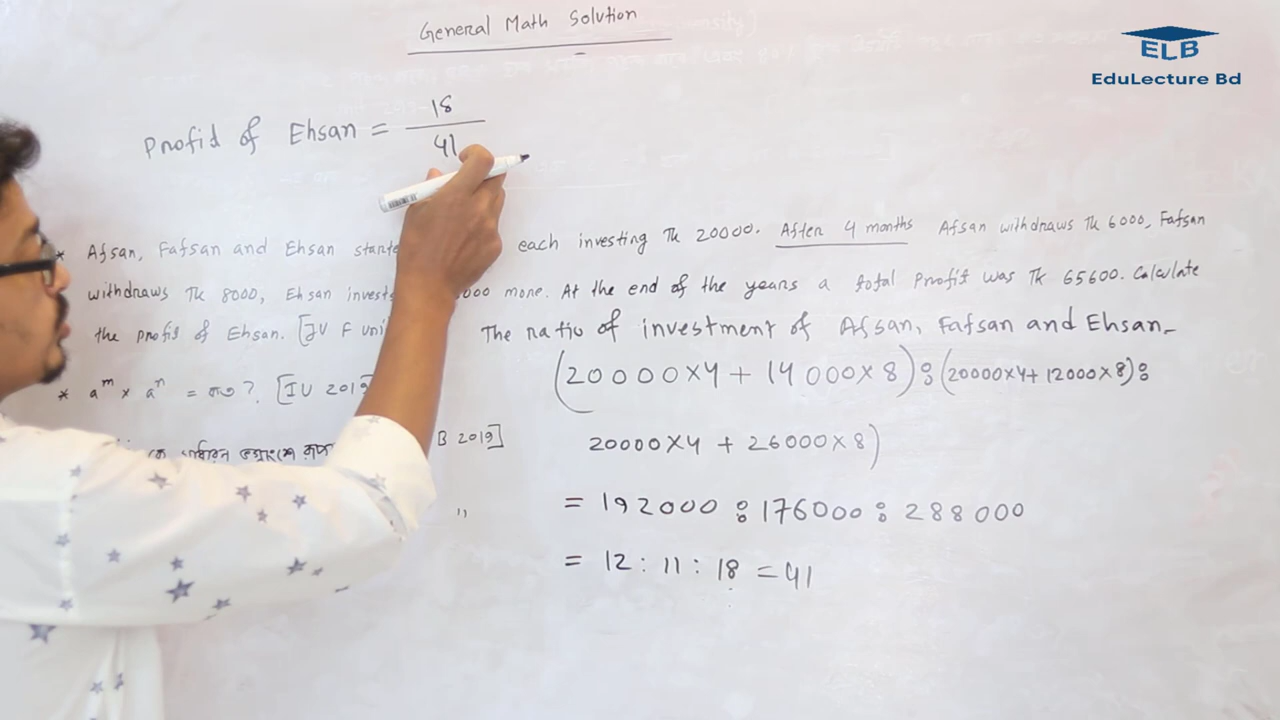 General Math Solution
ELB
EduLecture Bd
Profid of Ehsan = 18/41
* Afsan, Fafsan and Ehsan starte each investing Tk 20000. After 4 months Afsan withdraws Tk 6000, Fafsan
withdraws Tk 8000, Ehsan invests 000 more. At the end of the years a total Profit was Tk 65600. Calculate
the profit of Ehsan. [IU F uni
The ratio of investment of Afsan, Fafsan and Ehsan-
(20000×4 + 14000×8) : (20000×4 + 12000×8) :
* a^m × a^n = কত ?. [IU 2019
20000×4 + 26000×8)
B 2019]
= 192000 : 176000 : 288000
"
= 12 : 11 : 18 = 41